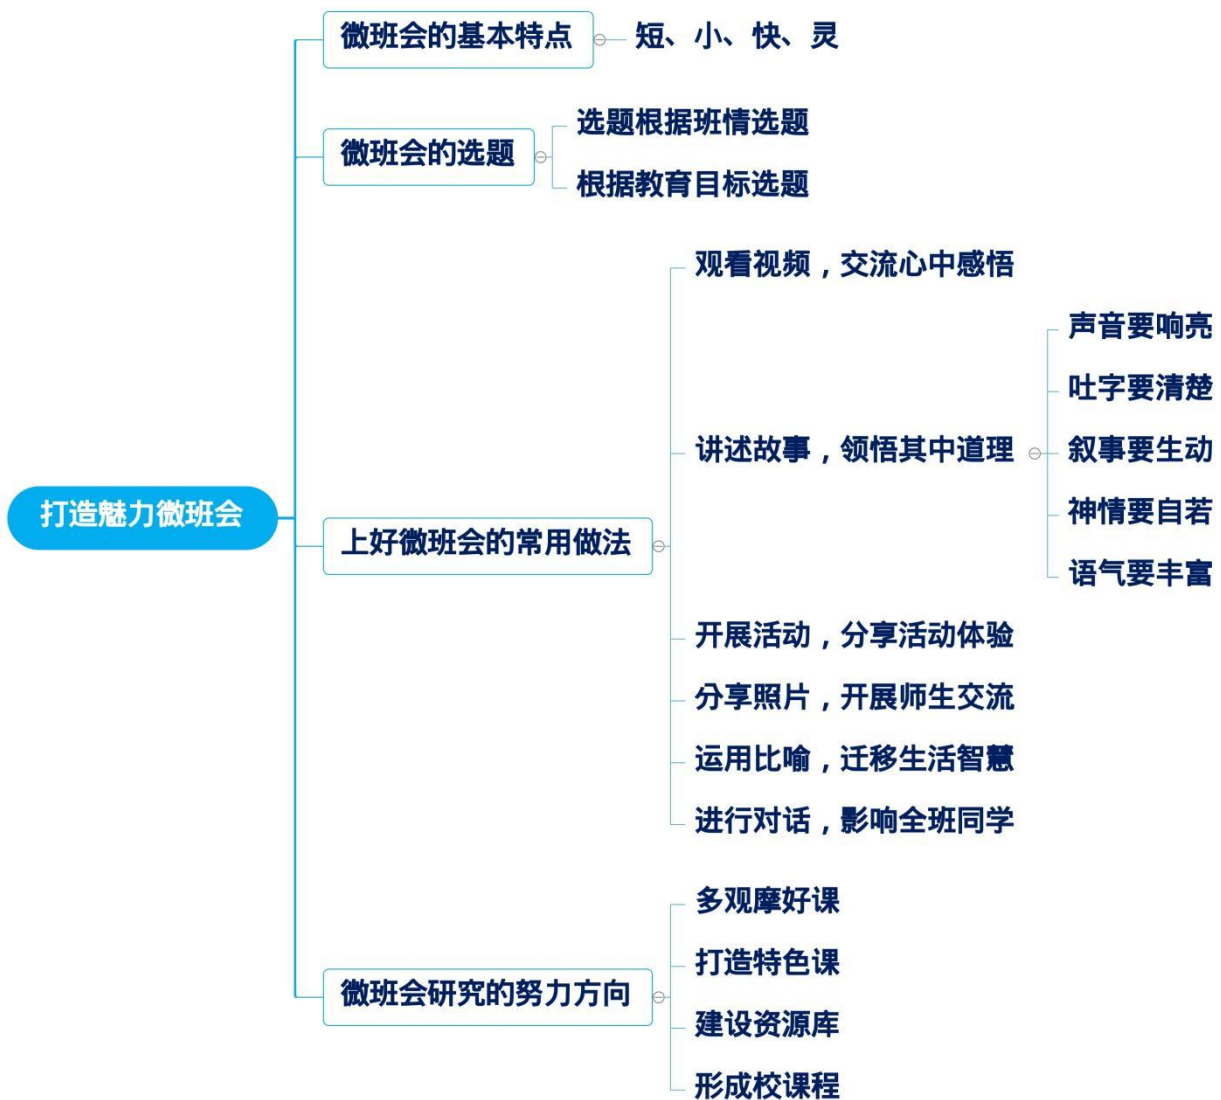 打造魅力微班会
微班会的基本特点
短、小、快、灵
微班会的选题
选题根据班情选题
根据教育目标选题
上好微班会的常用做法
观看视频，交流心中感悟
讲述故事，领悟其中道理
声音要响亮
吐字要清楚
叙事要生动
神情要自若
语气要丰富
开展活动，分享活动体验
分享照片，开展师生交流
运用比喻，迁移生活智慧
进行对话，影响全班同学
微班会研究的努力方向
多观摩好课
打造特色课
建设资源库
形成校课程